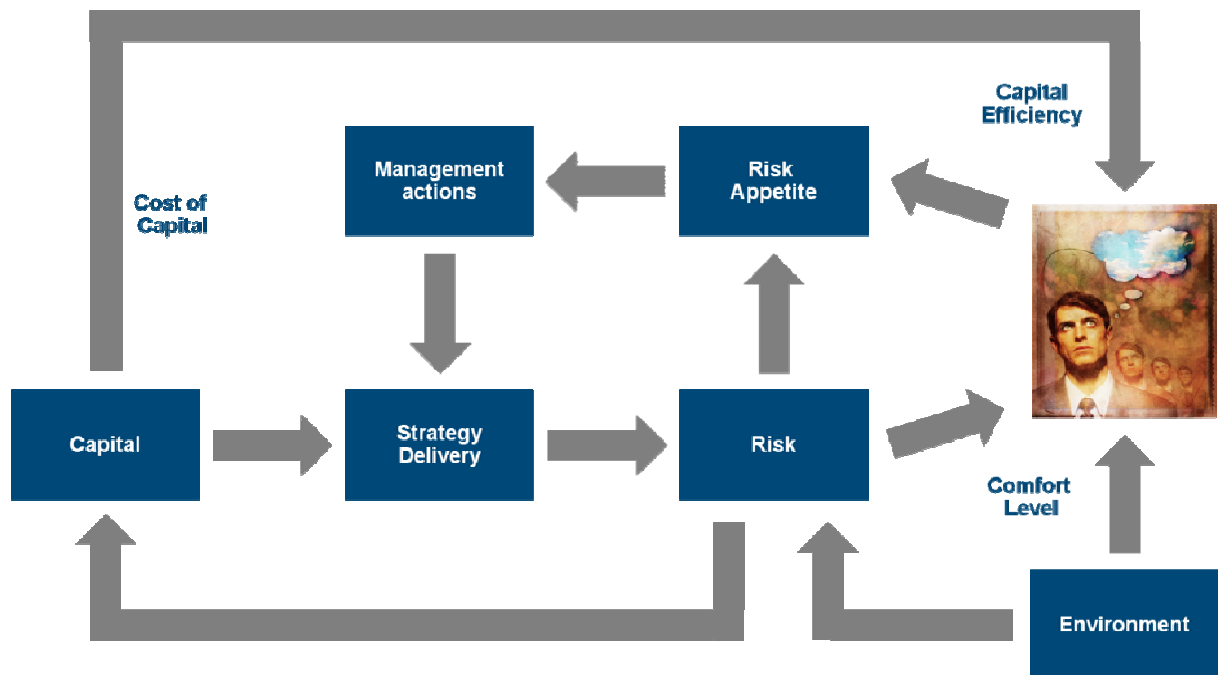 Capital
Efficiency
Management
actions
Risk
Appetite
Cost of
Capital
Capital
Strategy
Delivery
Risk
Comfort
Level
Environment